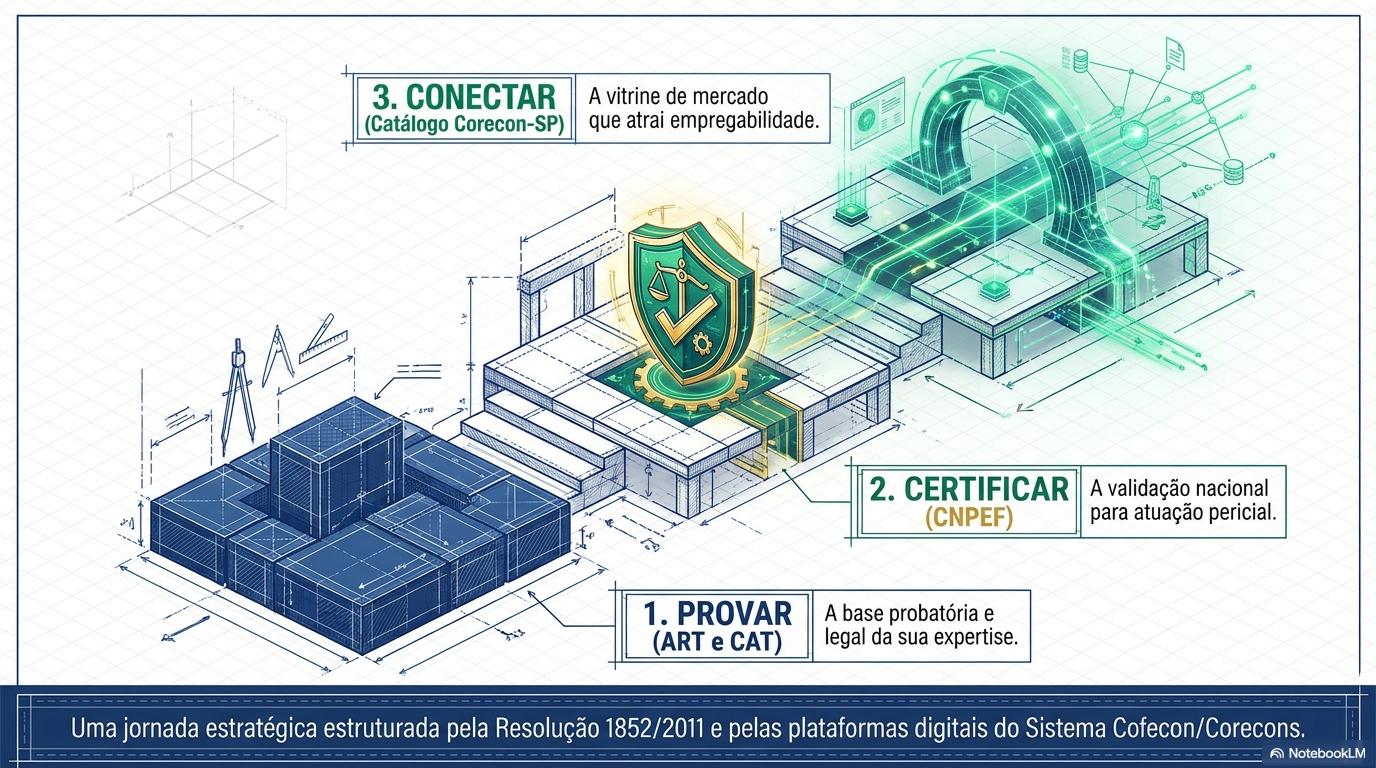 3. CONECTAR
(Catálogo Corecon-SP)
A vitrine de mercado
que atrai empregabilidade.
2. CERTIFICAR
(CNPEF)
A validação nacional
para atuação pericial.
1. PROVAR
(ART e CAT)
A base probatória e
legal da sua expertise.
Uma jornada estratégica estruturada pela Resolução 1852/2011 e pelas plataformas digitais do Sistema Cofecon/Corecons.
NotebookLM